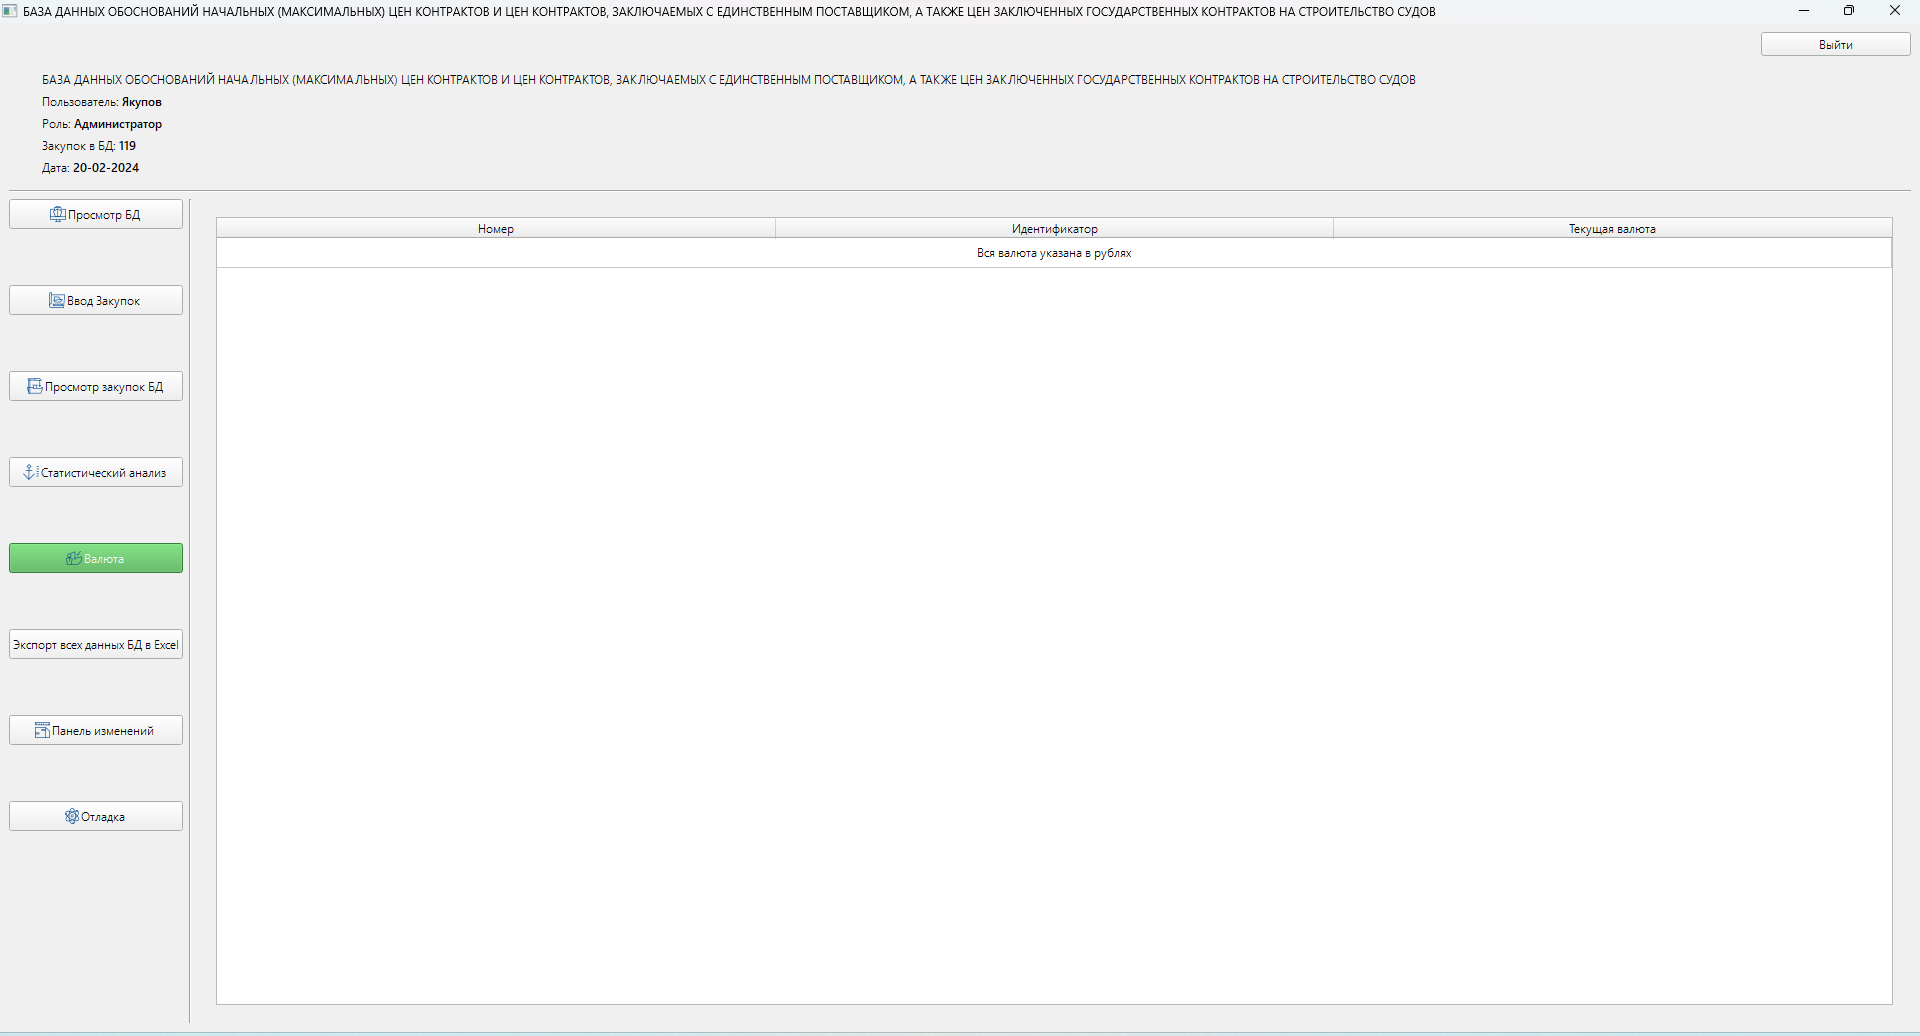 БАЗА ДАННЫХ ОБОСНОВАНИЙ НАЧАЛЬНЫХ (МАКСИМАЛЬНЫХ) ЦЕН КОНТРАКТОВ И ЦЕН КОНТРАКТОВ, ЗАКЛЮЧАЕМЫХ С ЕДИНСТВЕННЫМ ПОСТАВЩИКОМ, А ТАКЖЕ ЦЕН ЗАКЛЮЧЕННЫХ ГОСУДАРСТВЕННЫХ КОНТРАКТОВ НА СТРОИТЕЛЬСТВО СУДОВ
Выйти
БАЗА ДАННЫХ ОБОСНОВАНИЙ НАЧАЛЬНЫХ (МАКСИМАЛЬНЫХ) ЦЕН КОНТРАКТОВ И ЦЕН КОНТРАКТОВ, ЗАКЛЮЧАЕМЫХ С ЕДИНСТВЕННЫМ ПОСТАВЩИКОМ, А ТАКЖЕ ЦЕН ЗАКЛЮЧЕННЫХ ГОСУДАРСТВЕННЫХ КОНТРАКТОВ НА СТРОИТЕЛЬСТВО СУДОВ
Пользователь: Якупов
Роль: Администратор
Закупок в БД: 119
Дата: 20-02-2024
Просмотр БД
Ввод Закупок
Просмотр закупок БД
Статистический анализ
Валюта
Экспорт всех данных БД в Excel
Панель изменений
Отладка
Номер Идентификатор Текущая валюта
Вся валюта указана в рублях